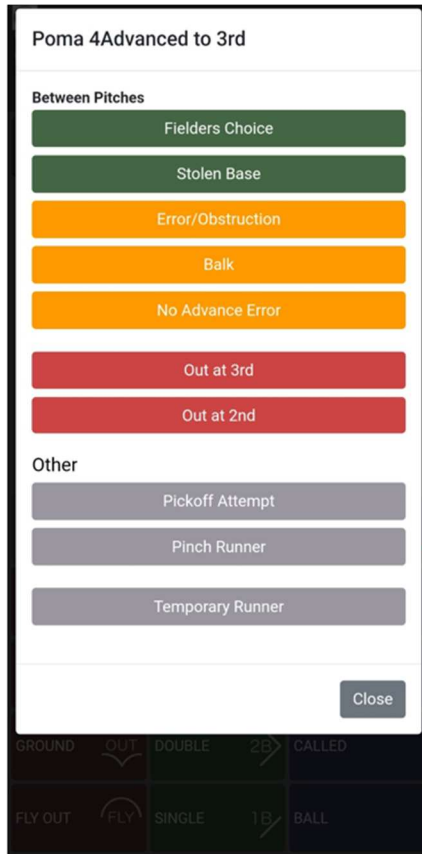 Poma 4Advanced to 3rd
Between Pitches
Fielders Choice
Stolen Base
Error/Obstruction
Balk
No Advance Error
Out at 3rd
Out at 2nd
Other
Pickoff Attempt
Pinch Runner
Temporary Runner
Close
GROUND OUT DOUBLE 2B CALLED
FLY OUT FLY SINGLE 1B BALL